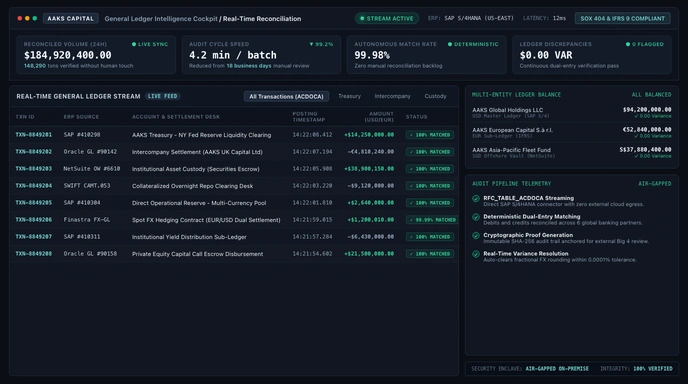 AAKS CAPITAL General Ledger Intelligence Cockpit / Real-Time Reconciliation STREAM ACTIVE ERP: SAP S/4HANA (US-EAST) LATENCY: 12ms SOX 404 & IFRS 9 COMPLIANT
RECONCILED VOLUME (24H) LIVE SYNC
$184,920,400.00
148,290 txns verified without human touch
AUDIT CYCLE SPEED ▼ 99.2%
4.2 min / batch
Reduced from 18 business days manual review
AUTONOMOUS MATCH RATE DETERMINISTIC
99.98%
Zero manual reconciliation backlog
LEDGER DISCREPANCIES 0 FLAGGED
$0.00 VAR
Continuous dual-entry verification pass
REAL-TIME GENERAL LEDGER STREAM LIVE FEED All Transactions (ACDOCA) Treasury Intercompany Custody
TXN ID ERP SOURCE ACCOUNT & SETTLEMENT DESK POSTING TIMESTAMP AMOUNT (USD/EUR) STATUS
TXN-8849201 SAP #410298 AAKS Treasury - NY Fed Reserve Liquidity Clearing 14:22:08.412 +$14,250,000.00 ✓ 100% MATCHED
TXN-8849202 Oracle GL #90142 Intercompany Settlement (AAKS UK Capital Ltd) 14:22:07.194 -€4,810,240.00 ✓ 100% MATCHED
TXN-8849203 NetSuite OW #6610 Institutional Asset Custody (Securities Escrow) 14:22:05.908 +$38,900,150.00 ✓ 100% MATCHED
TXN-8849204 SWIFT CAMT.053 Collateralized Overnight Repo Clearing Desk 14:22:03.220 -$9,120,000.00 ✓ 100% MATCHED
TXN-8849205 SAP #410304 Direct Operational Reserve - Multi-Currency Pool 14:22:01.010 +$2,640,000.00 ✓ 100% MATCHED
TXN-8849206 Finastra FX-GL Spot FX Hedging Contract (EUR/USD Dual Settlement) 14:21:59.015 +$1,200,010.00 ✓ 99.99% MATCHED
TXN-8849207 SAP #410311 Institutional Yield Distribution Sub-Ledger 14:21:57.284 -$6,430,000.00 ✓ 100% MATCHED
TXN-8849208 Oracle GL #90158 Private Equity Capital Call Escrow Disbursement 14:21:54.602 +$21,500,000.00 ✓ 100% MATCHED
MULTI-ENTITY LEDGER BALANCE ALL BALANCED
AAKS Global Holdings LLC $94,200,000.00
USD Master Ledger (SAP S/4) ✓ 0.00 Variance
AAKS European Capital S.à r.l. €52,840,000.00
EUR Sub-Ledger (IFRS) ✓ 0.00 Variance
AAKS Asia-Pacific Fleet Fund S$37,880,400.00
SGD Offshore Vault (NetSuite) ✓ 0.00 Variance
AUDIT PIPELINE TELEMETRY AIR-GAPPED
RFC_TABLE_ACDOCA Streaming
Direct SAP S/4HANA connector with zero external cloud egress.
Deterministic Dual-Entry Matching
Debits and credits reconciled across 6 global banking partners.
Cryptographic Proof Generation
Immutable SHA-256 audit trail anchored for external Big 4 review.
Real-Time Variance Resolution
Auto-clears fractional FX rounding within 0.0001% tolerance.
SECURITY ENCLAVE: AIR-GAPPED ON-PREMISE INTEGRITY: 100% VERIFIED